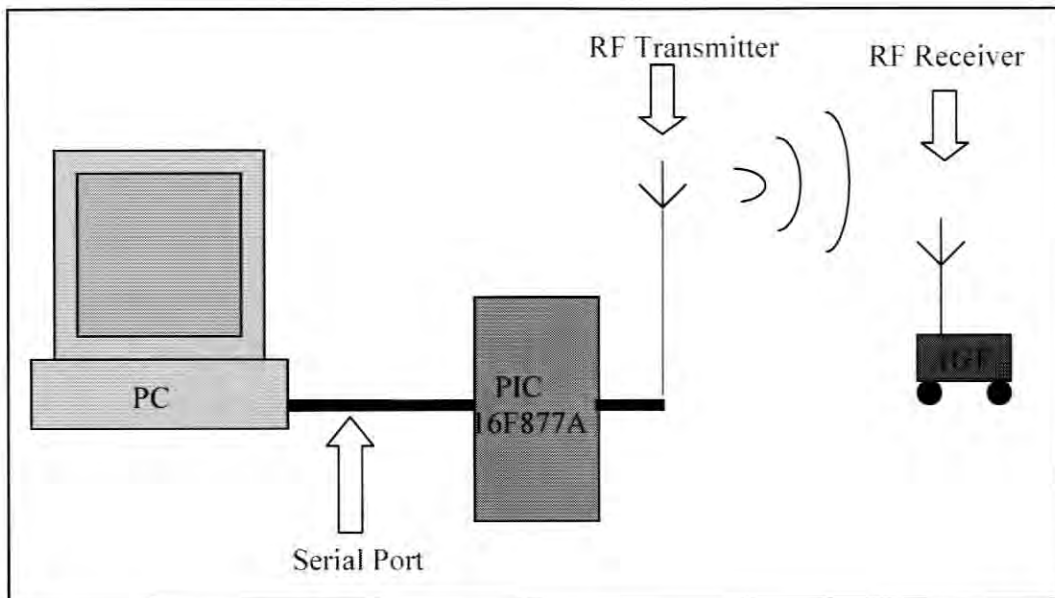 RF Transmitter
RF Receiver
PC
PIC
16F877A
Serial Port